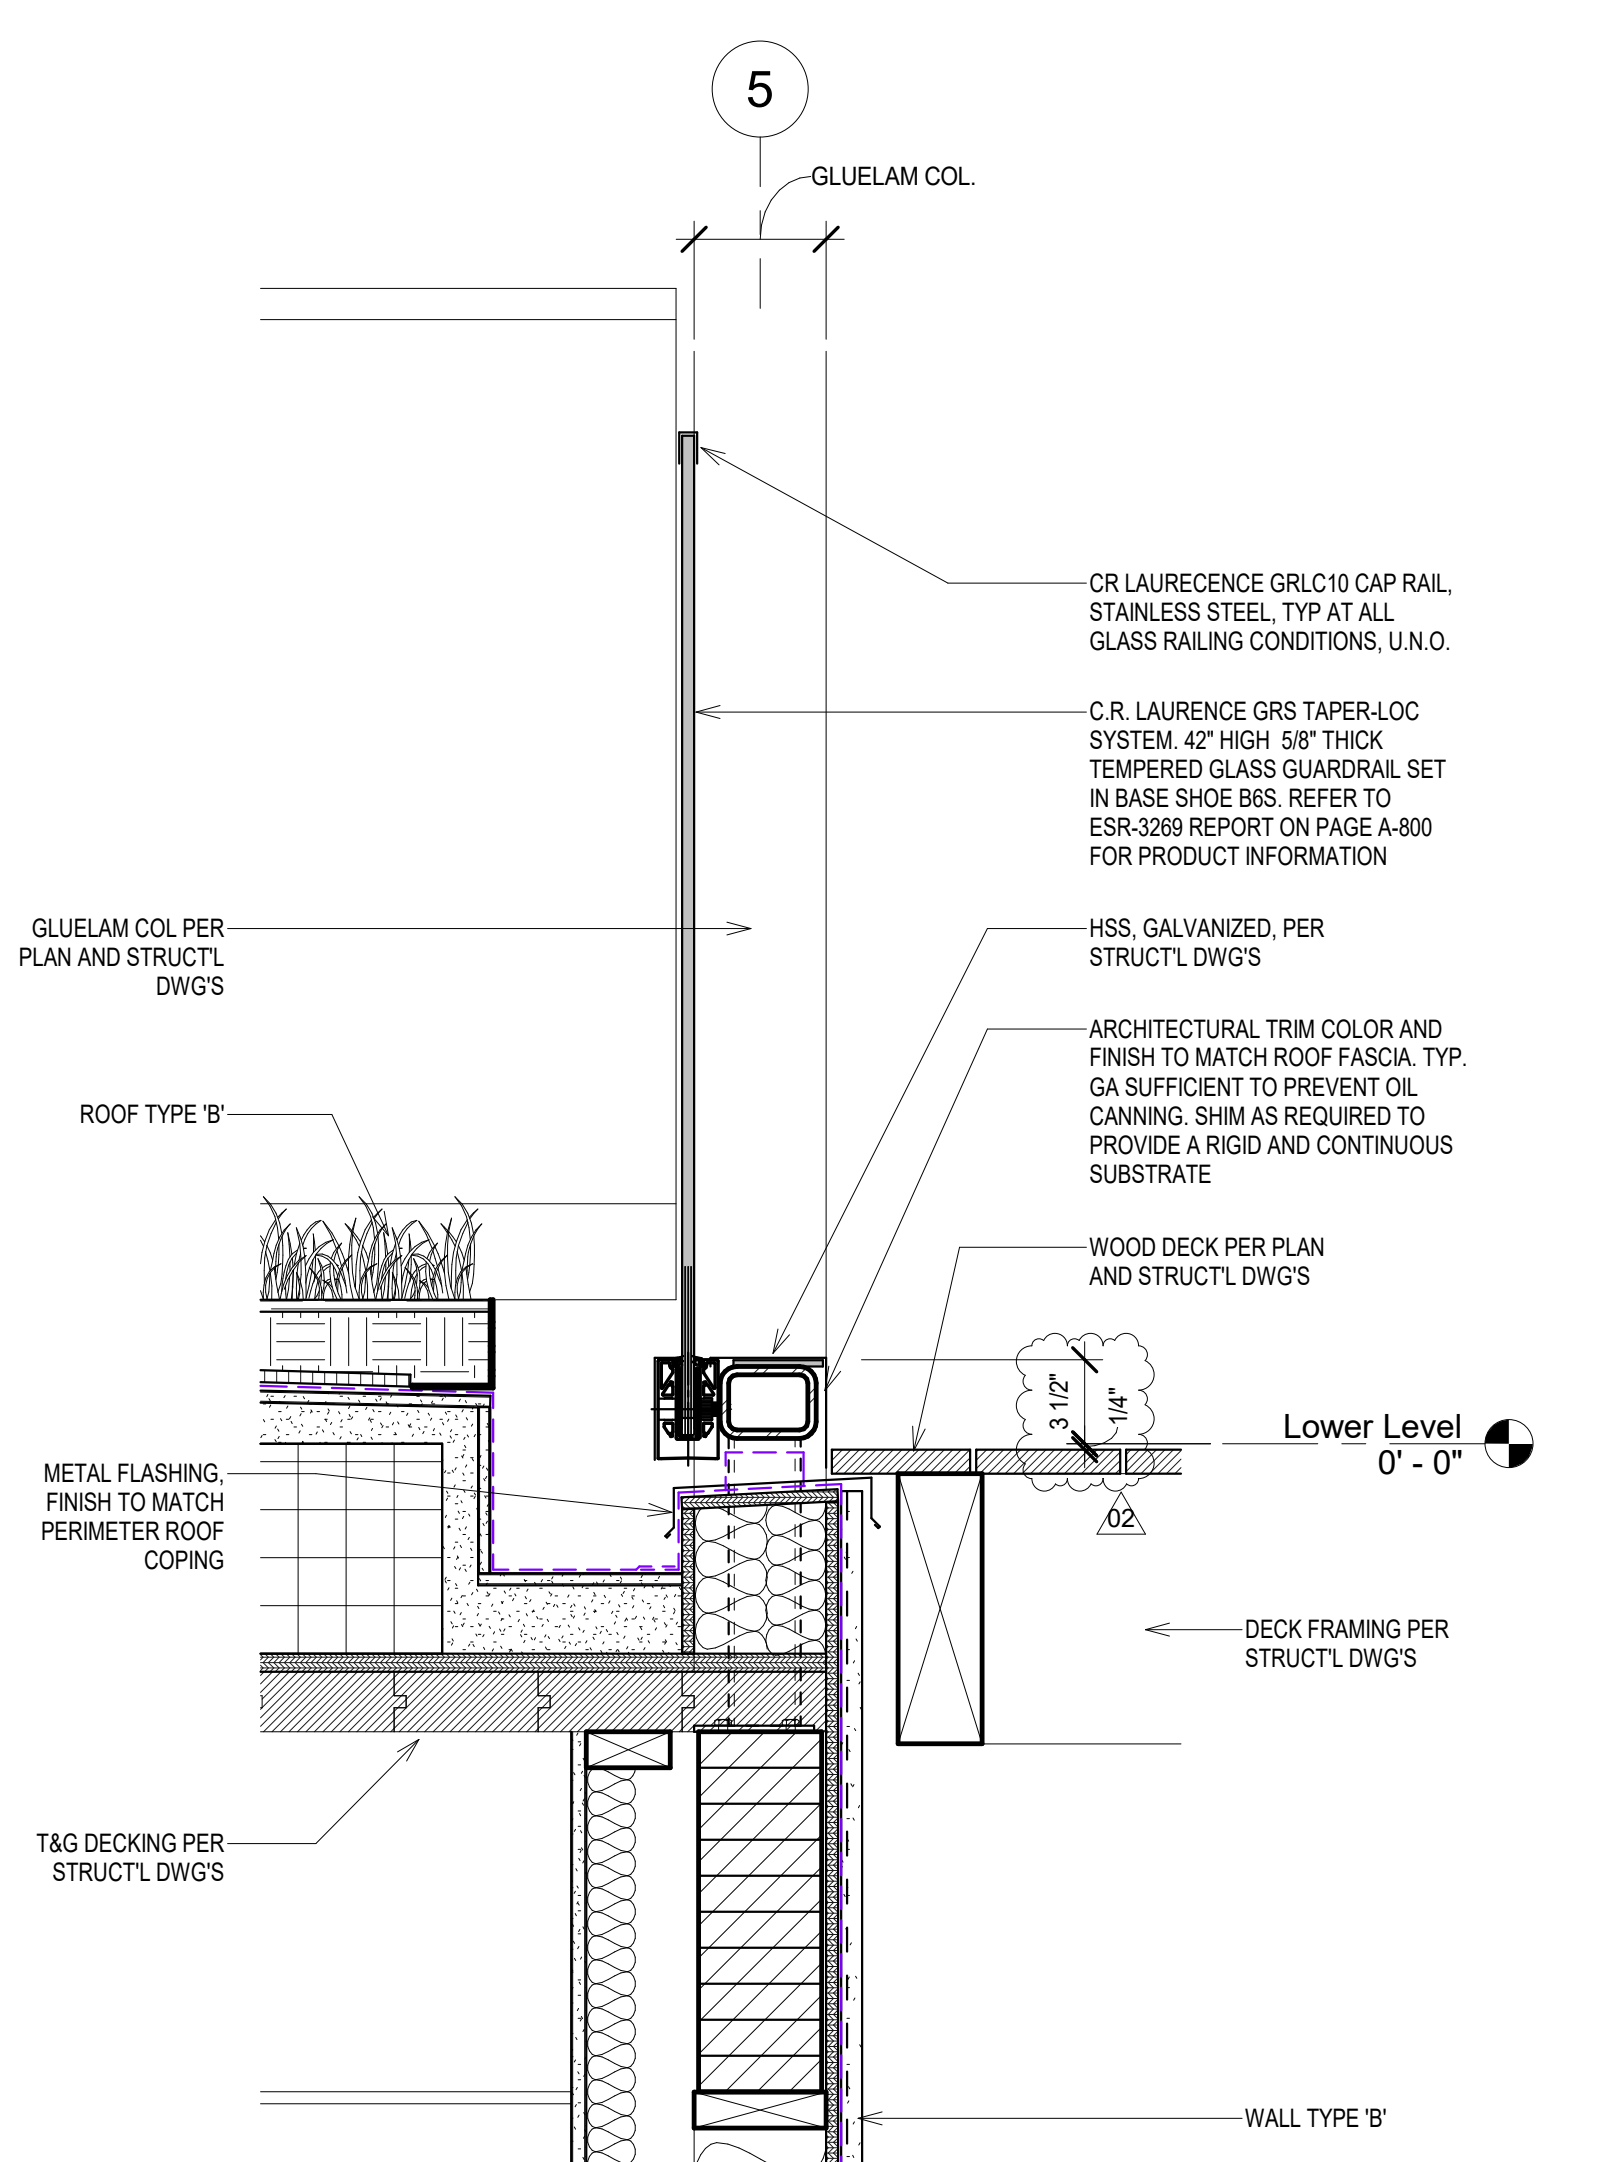 5
GLUELAM COL.
CR LAURECENCE GRLC10 CAP RAIL,
STAINLESS STEEL, TYP AT ALL
GLASS RAILING CONDITIONS, U.N.O.
C.R. LAURENCE GRS TAPER-LOC
SYSTEM. 42" HIGH 5/8" THICK
TEMPERED GLASS GUARDRAIL SET
IN BASE SHOE B6S. REFER TO
ESR-3269 REPORT ON PAGE A-800
FOR PRODUCT INFORMATION
GLUELAM COL PER
PLAN AND STRUCT'L
DWG'S
HSS, GALVANIZED, PER
STRUCT'L DWG'S
ARCHITECTURAL TRIM COLOR AND
FINISH TO MATCH ROOF FASCIA. TYP.
GA SUFFICIENT TO PREVENT OIL
CANNING. SHIM AS REQUIRED TO
PROVIDE A RIGID AND CONTINUOUS
SUBSTRATE
ROOF TYPE 'B'
WOOD DECK PER PLAN
AND STRUCT'L DWG'S
3 1/2"
1/4"
Lower Level
0' - 0"
METAL FLASHING,
FINISH TO MATCH
PERIMETER ROOF
COPING
02
DECK FRAMING PER
STRUCT'L DWG'S
T&G DECKING PER
STRUCT'L DWG'S
WALL TYPE 'B'